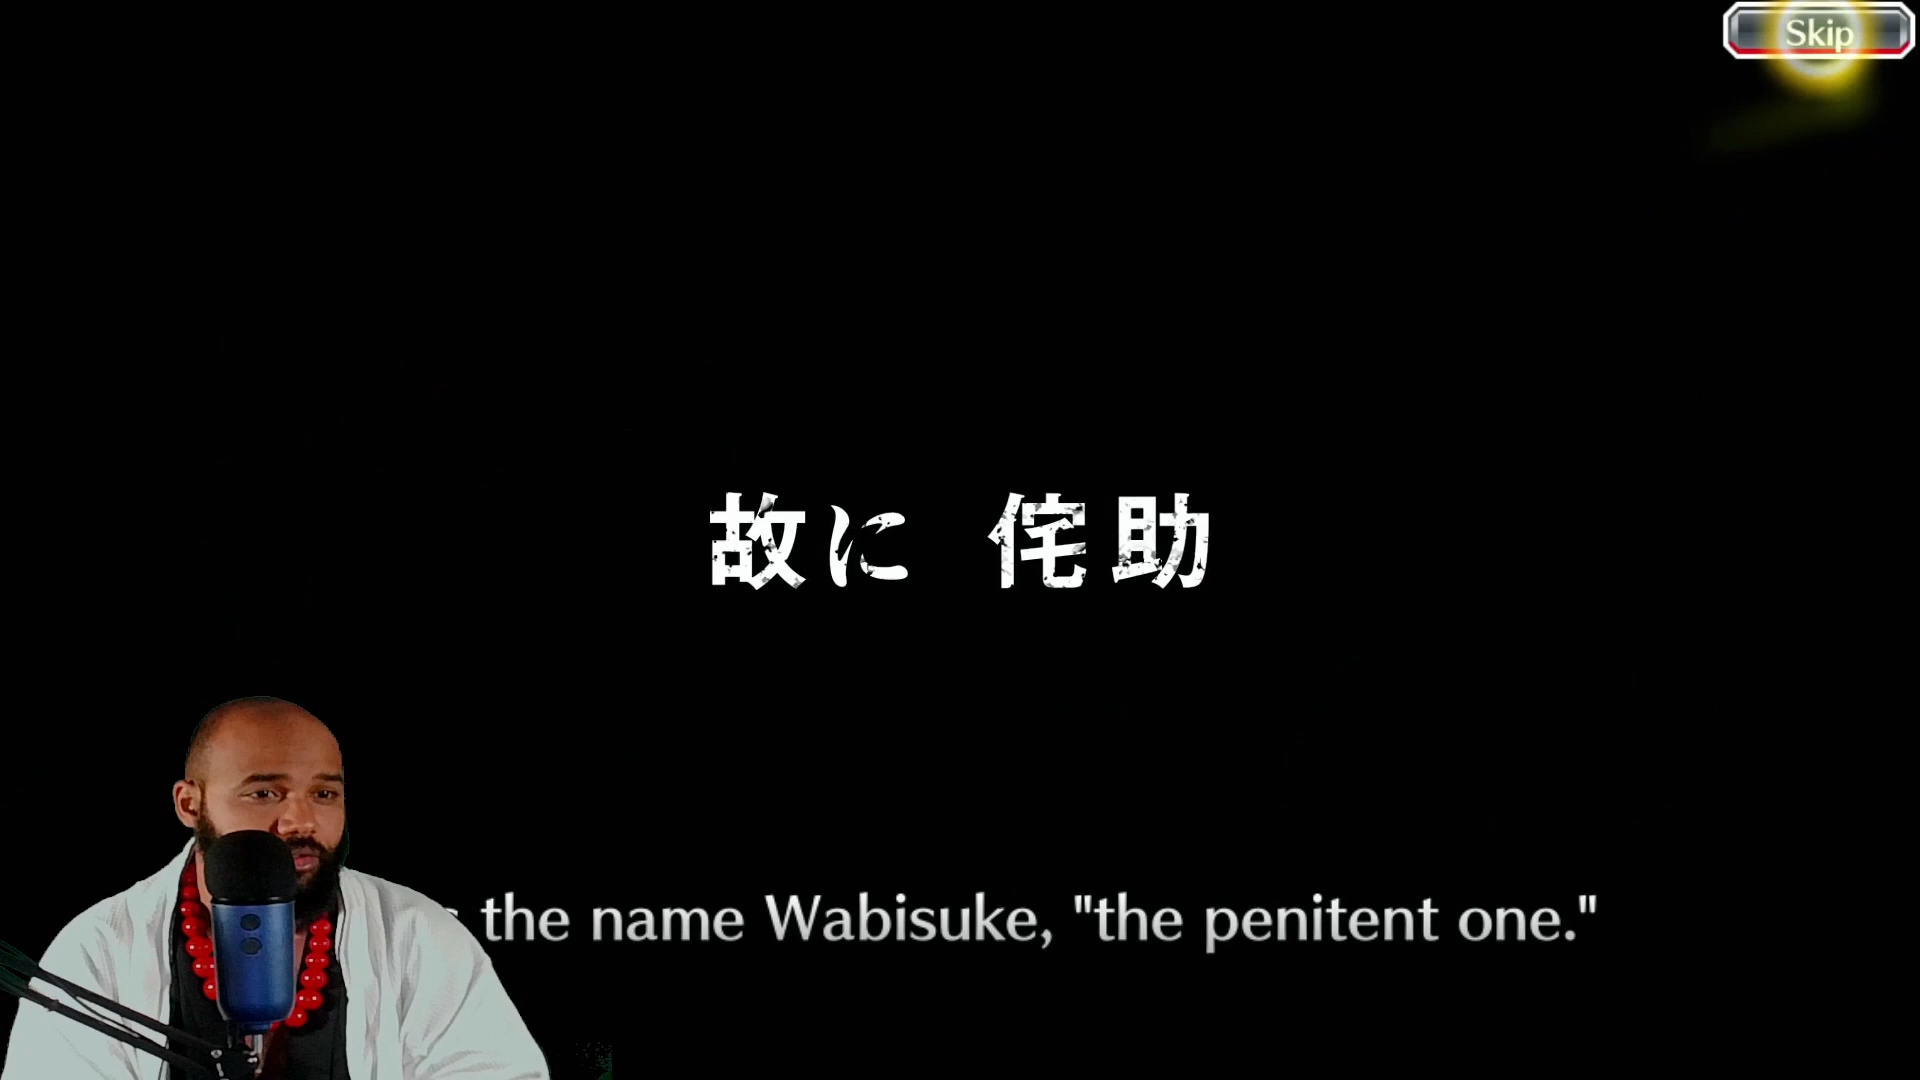 Skip
故に 侘助
the name Wabisuke, "the penitent one."